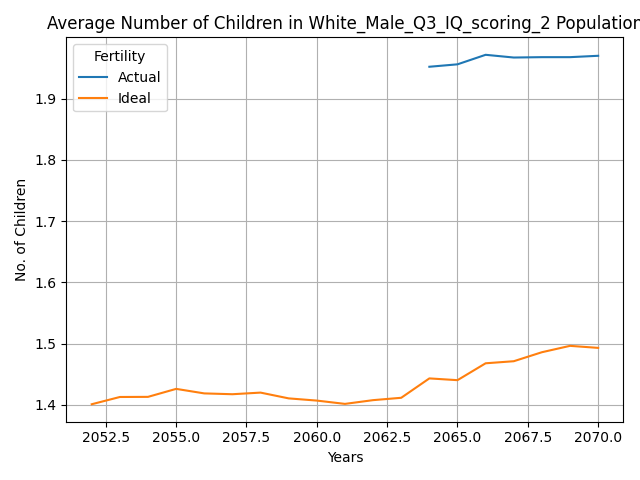 Average Number of Children in White_Male_Q3_IQ_scoring_2 Population
Fertility
Actual
Ideal
1.9
1.8
1.7
1.6
1.5
1.4
No. of Children
2052.5 2055.0 2057.5 2060.0 2062.5 2065.0 2067.5 2070.0
Years